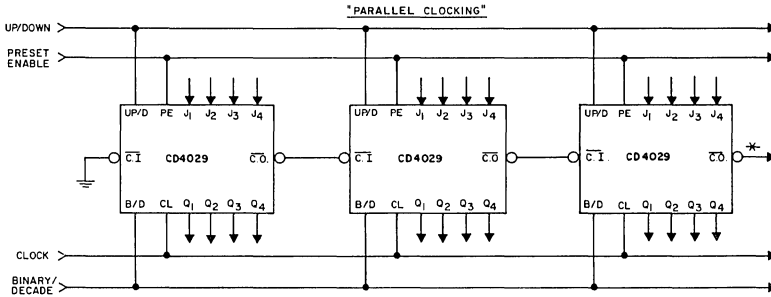 "PARALLEL CLOCKING"
UP/DOWN
PRESET
ENABLE
UP/D PE J1 J2 J3 J4
UP/D PE J1 J2 J3 J4
UP/D PE J1 J2 J3 J4
C.I CD4029 C.O.
C.I CD4029 C.O
C.I. CD4029 C.O.
*
B/D CL Q1 Q2 Q3 Q4
B/D CL Q1 Q2 Q3 Q4
B/D CL Q1 Q2 Q3 Q4
CLOCK
BINARY/
DECADE